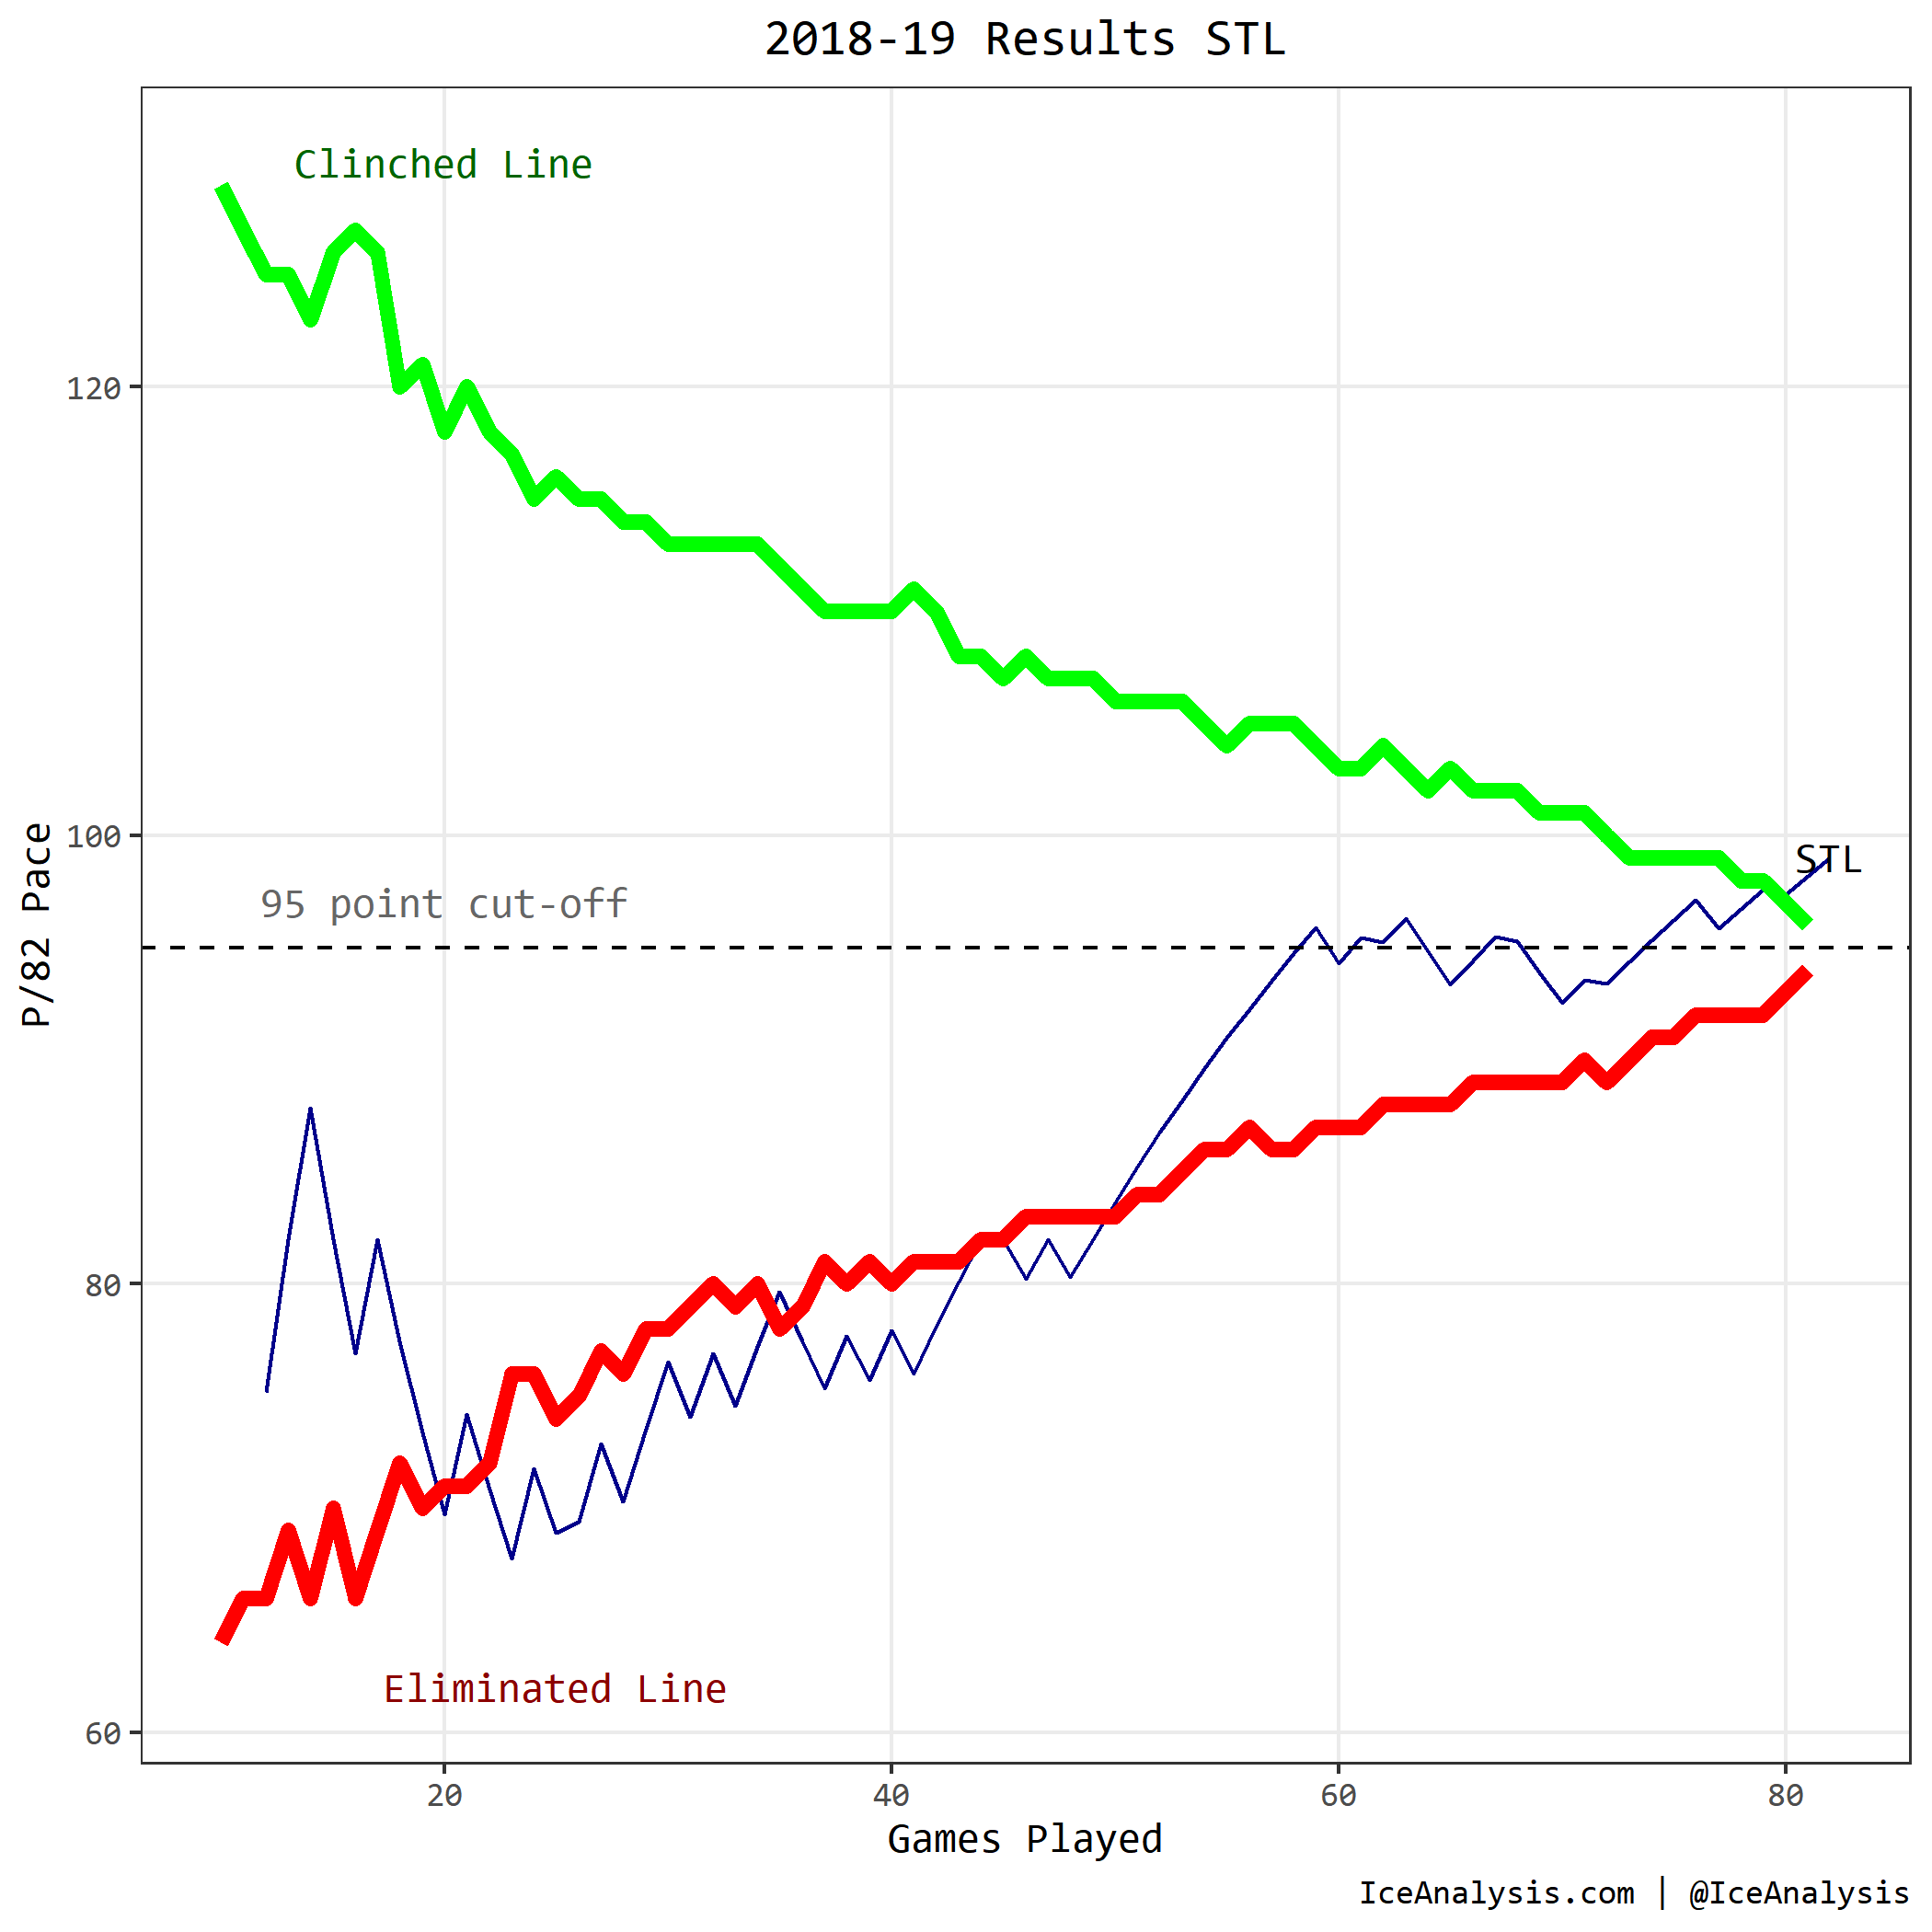 2018-19 Results STL
Clinched Line
120
100
STL
95 point cut-off
P/82 Pace
80
Eliminated Line
60
20 40 60 80
Games Played
IceAnalysis.com | @IceAnalysis